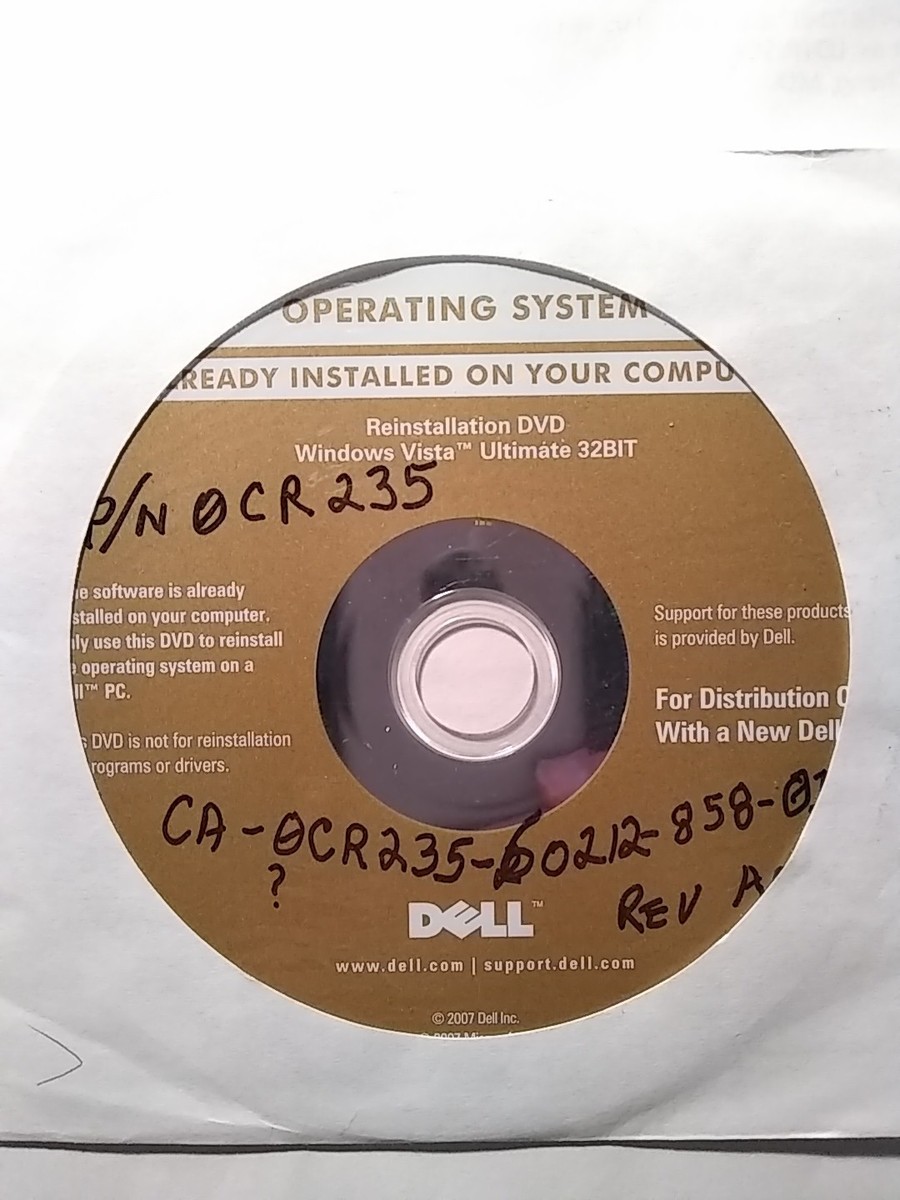 OPERATING SYSTEM
READY INSTALLED ON YOUR COMPU
Reinstallation DVD
Windows Vista™ Ultimate 32BIT
P/N 0CR235
e software is already
stalled on your computer.
ly use this DVD to reinstall
operating system on a
ll™ PC.
DVD is not for reinstallation
rograms or drivers.
Support for these products
is provided by Dell.
For Distribution
With a New Dell
CA-0CR235-60212-858-0
?
REV A
DELL™
www.dell.com | support.dell.com
© 2007 Dell Inc.